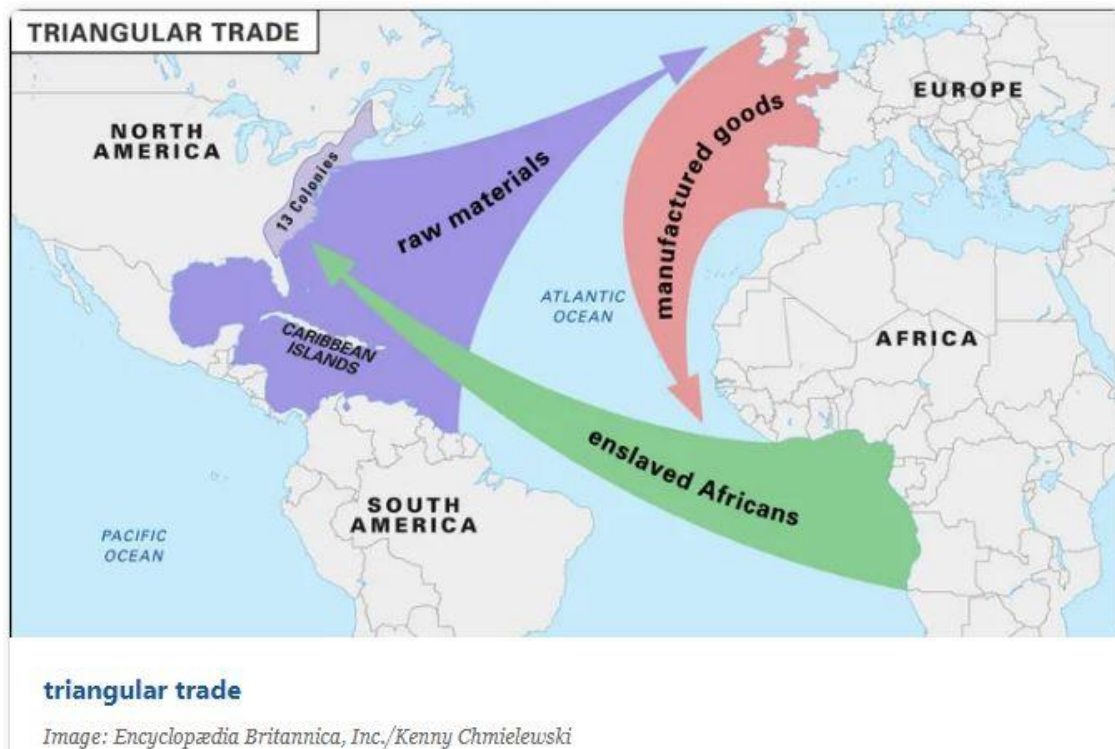 TRIANGULAR TRADE
NORTH
AMERICA
13 Colonies
raw materials
manufactured goods
EUROPE
ATLANTIC
OCEAN
CARIBBEAN
ISLANDS
AFRICA
enslaved Africans
SOUTH
AMERICA
PACIFIC
OCEAN
triangular trade
Image: Encyclopædia Britannica, Inc./Kenny Chmielewski